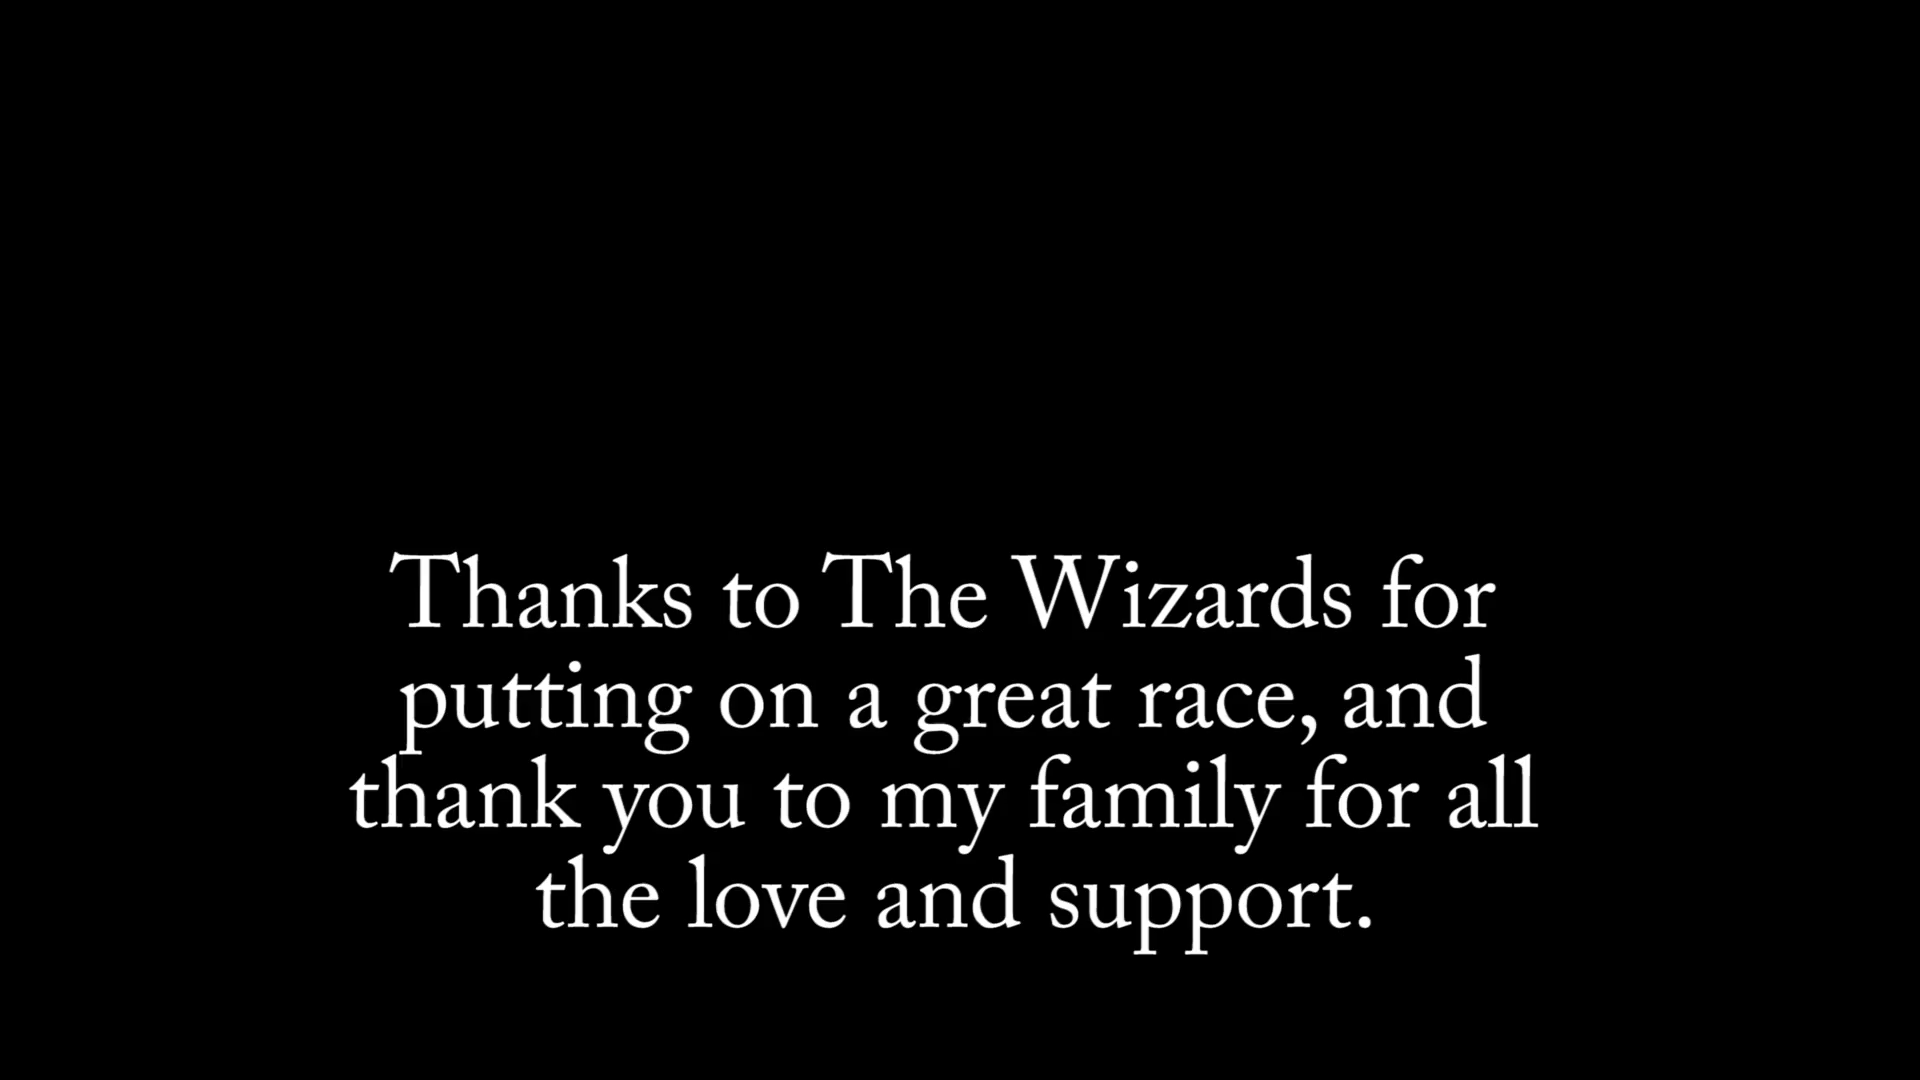 Thanks to The Wizards for
putting on a great race, and
thank you to my family for all
the love and support.